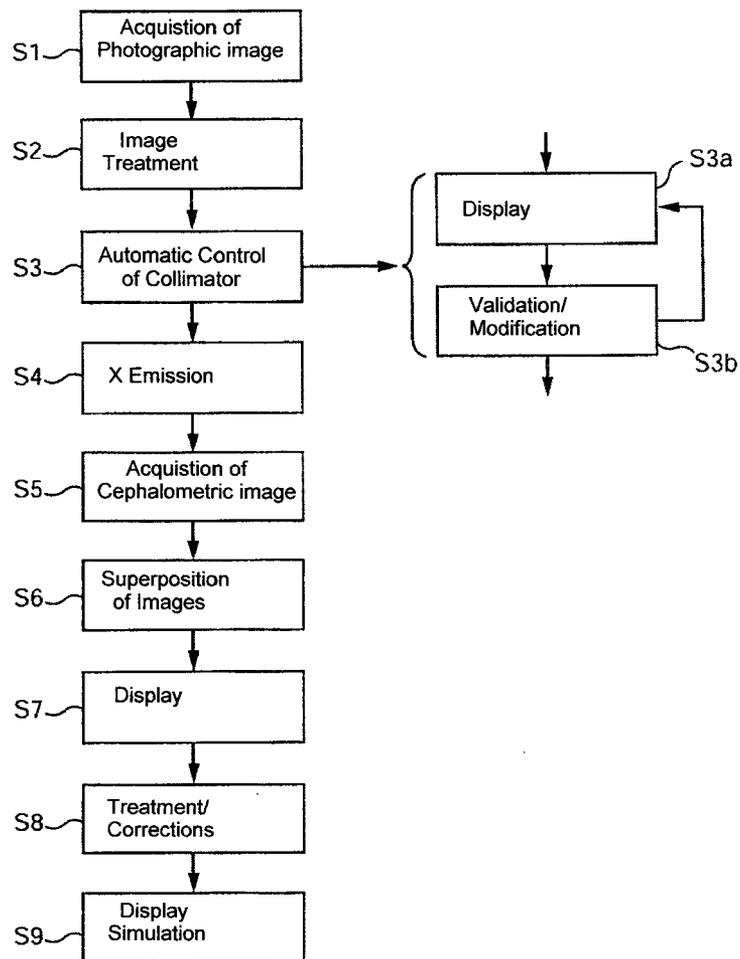 S1
Acquistion of
Photographic image
S2
Image
Treatment
S3
Automatic Control
of Collimator
S3a
Display
Validation/
Modification
S3b
S4
X Emission
S5
Acquistion of
Cephalometric image
S6
Superposition
of Images
S7
Display
S8
Treatment/
Corrections
S9
Display
Simulation